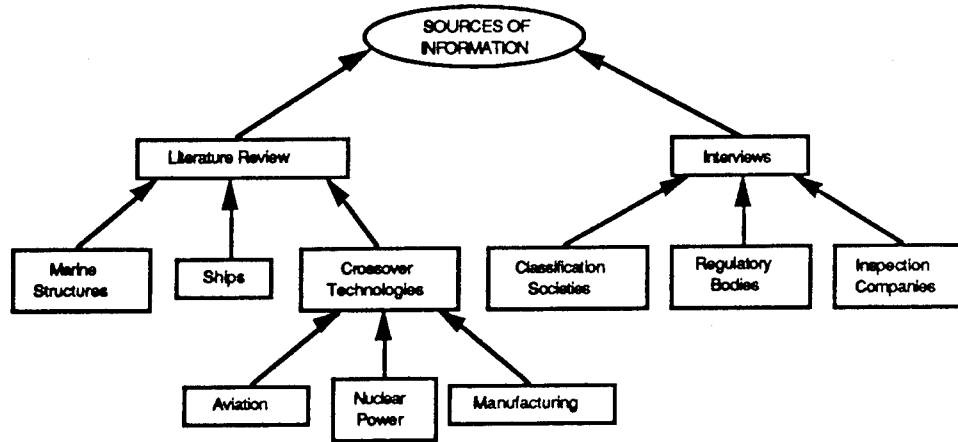 SOURCES OF
INFORMATION
Literature Review
Interviews
Marine
Structures
Ships
Crossover
Technologies
Classification
Societies
Regulatory
Bodies
Inspection
Companies
Aviation
Nuclear
Power
Manufacturing